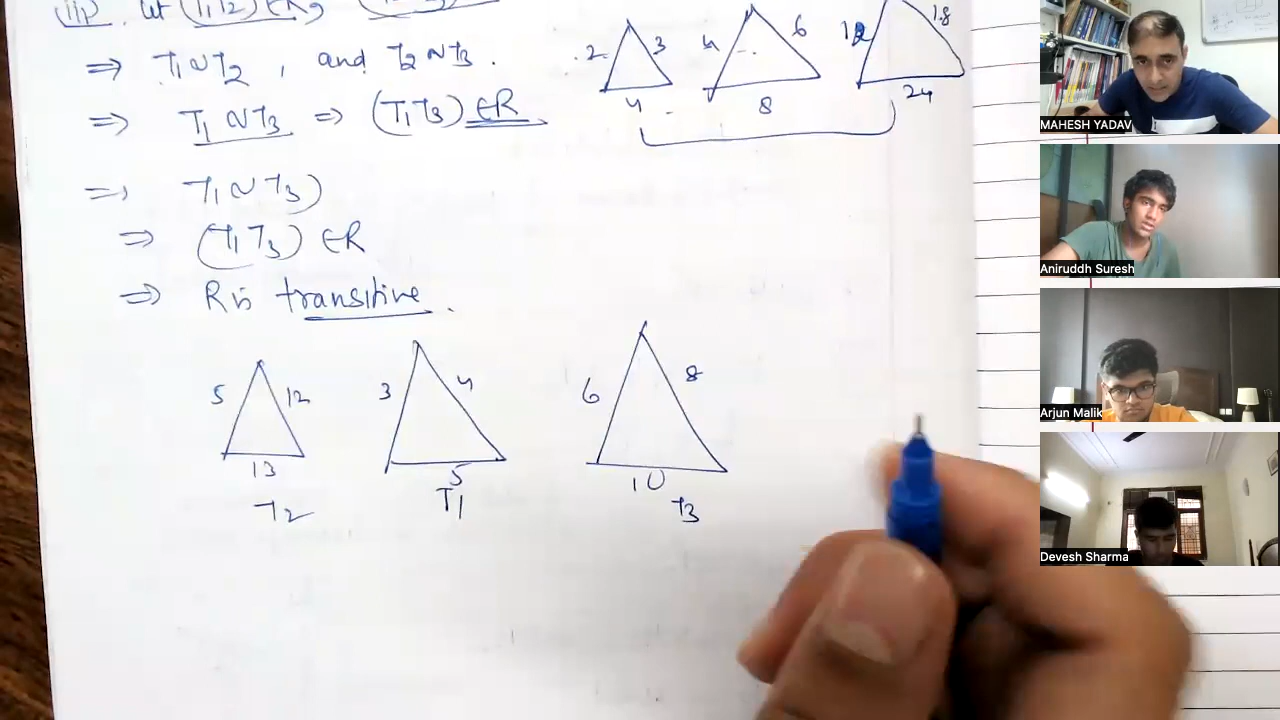 (iii) Let (T1T2) ∈ R,
⇒ T1 ~ T2 , and T2 ~ T3 .
⇒ T1 ~ T3 ⇒ (T1T3) ∈ R
⇒ T1 ~ T3)
⇒ (T1 T3) ∈ R
⇒ R is transitive .
2 3 4
4 6 8
18 24
5 12 13
T2
3 4 5
T1
6 8 10
T3
MAHESH YADAV
Aniruddh Suresh
Arjun Malik
Devesh Sharma